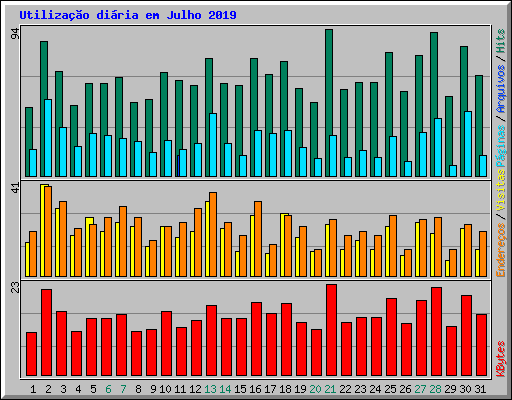 Utilização diária em Julho 2019
94
41
23
Endereços / Visitas Páginas / Arquivos / Hits
KBytes
1 2 3 4 5 6 7 8 9 10 11 12 13 14 15 16 17 18 19 20 21 22 23 24 25 26 27 28 29 30 31